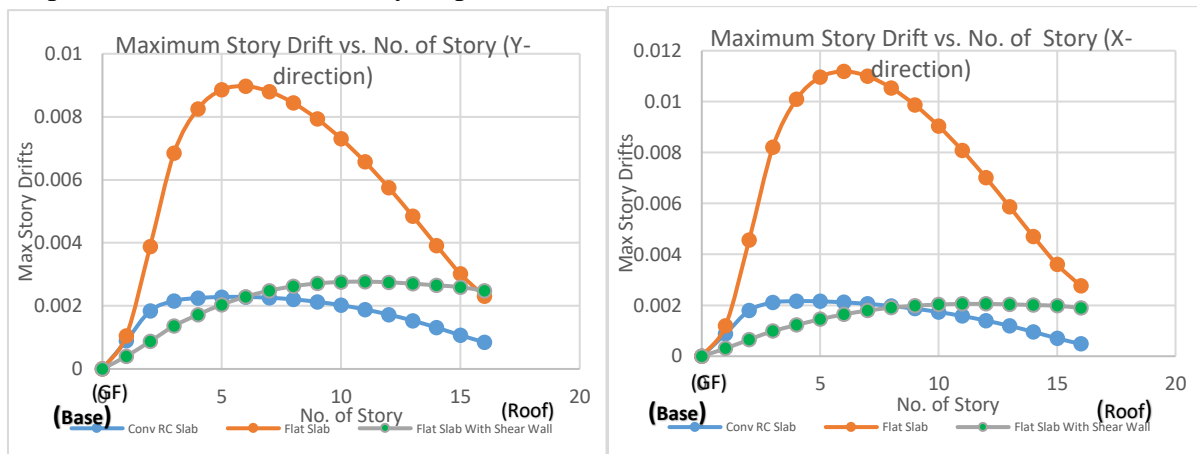 Maximum Story Drift vs. No. of Story (Y-
direction)
0.01
0.008
0.006
0.004
0.002
0
Max Story Drifts
0 5 10 15 20
(GF)
(Base)
No. of Story
(Roof)
Conv RC Slab Flat Slab Flat Slab With Shear Wall
Maximum Story Drift vs. No. of Story (X-
direction)
0.012
0.01
0.008
0.006
0.004
0.002
0
Max Story Drifts
0 5 10 15 20
(GF)
(Base)
No. of Story
(Roof)
Conv RC Slab Flat Slab Flat Slab With Shear Wall